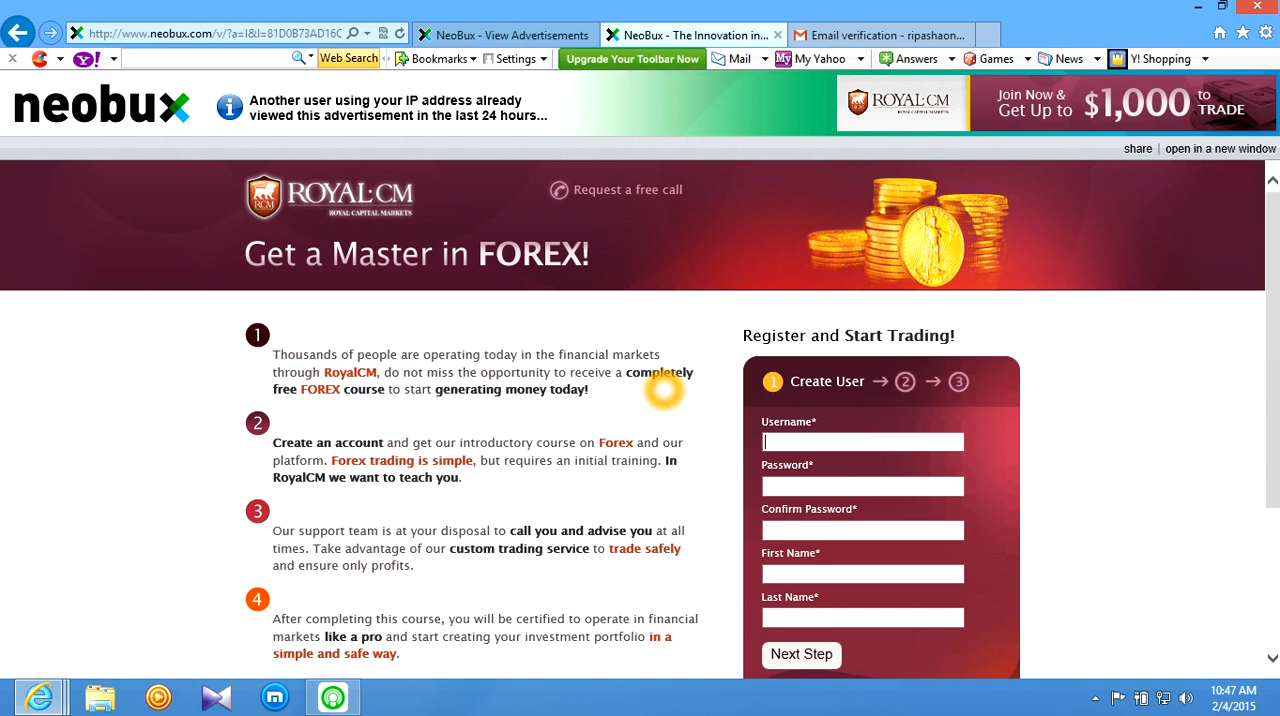 http://www.neobux.com/v/?a=l&l=81D0B73AD16C
NeoBux - View Advertisements
NeoBux - The Innovation in...
Email verification - ripashaon...
Web Search
Bookmarks
Settings
Upgrade Your Toolbar Now
Mail
My Yahoo
Answers
Games
News
Y! Shopping
neobux
Another user using your IP address already
viewed this advertisement in the last 24 hours...
ROYAL·CM
ROYAL CAPITAL MARKETS
Join Now &
Get Up to
$1,000
to
TRADE
share | open in a new window
RCM
ROYAL·CM
ROYAL CAPITAL MARKETS
Request a free call
Get a Master in FOREX!
1
Thousands of people are operating today in the financial markets
through RoyalCM, do not miss the opportunity to receive a completely
free FOREX course to start generating money today!
2
Create an account and get our introductory course on Forex and our
platform. Forex trading is simple, but requires an initial training. In
RoyalCM we want to teach you.
3
Our support team is at your disposal to call you and advise you at all
times. Take advantage of our custom trading service to trade safely
and ensure only profits.
4
After completing this course, you will be certified to operate in financial
markets like a pro and start creating your investment portfolio in a
simple and safe way.
Register and Start Trading!
1 Create User 2 3
Username*
Password*
Confirm Password*
First Name*
Last Name*
Next Step
10:47 AM
2/4/2015